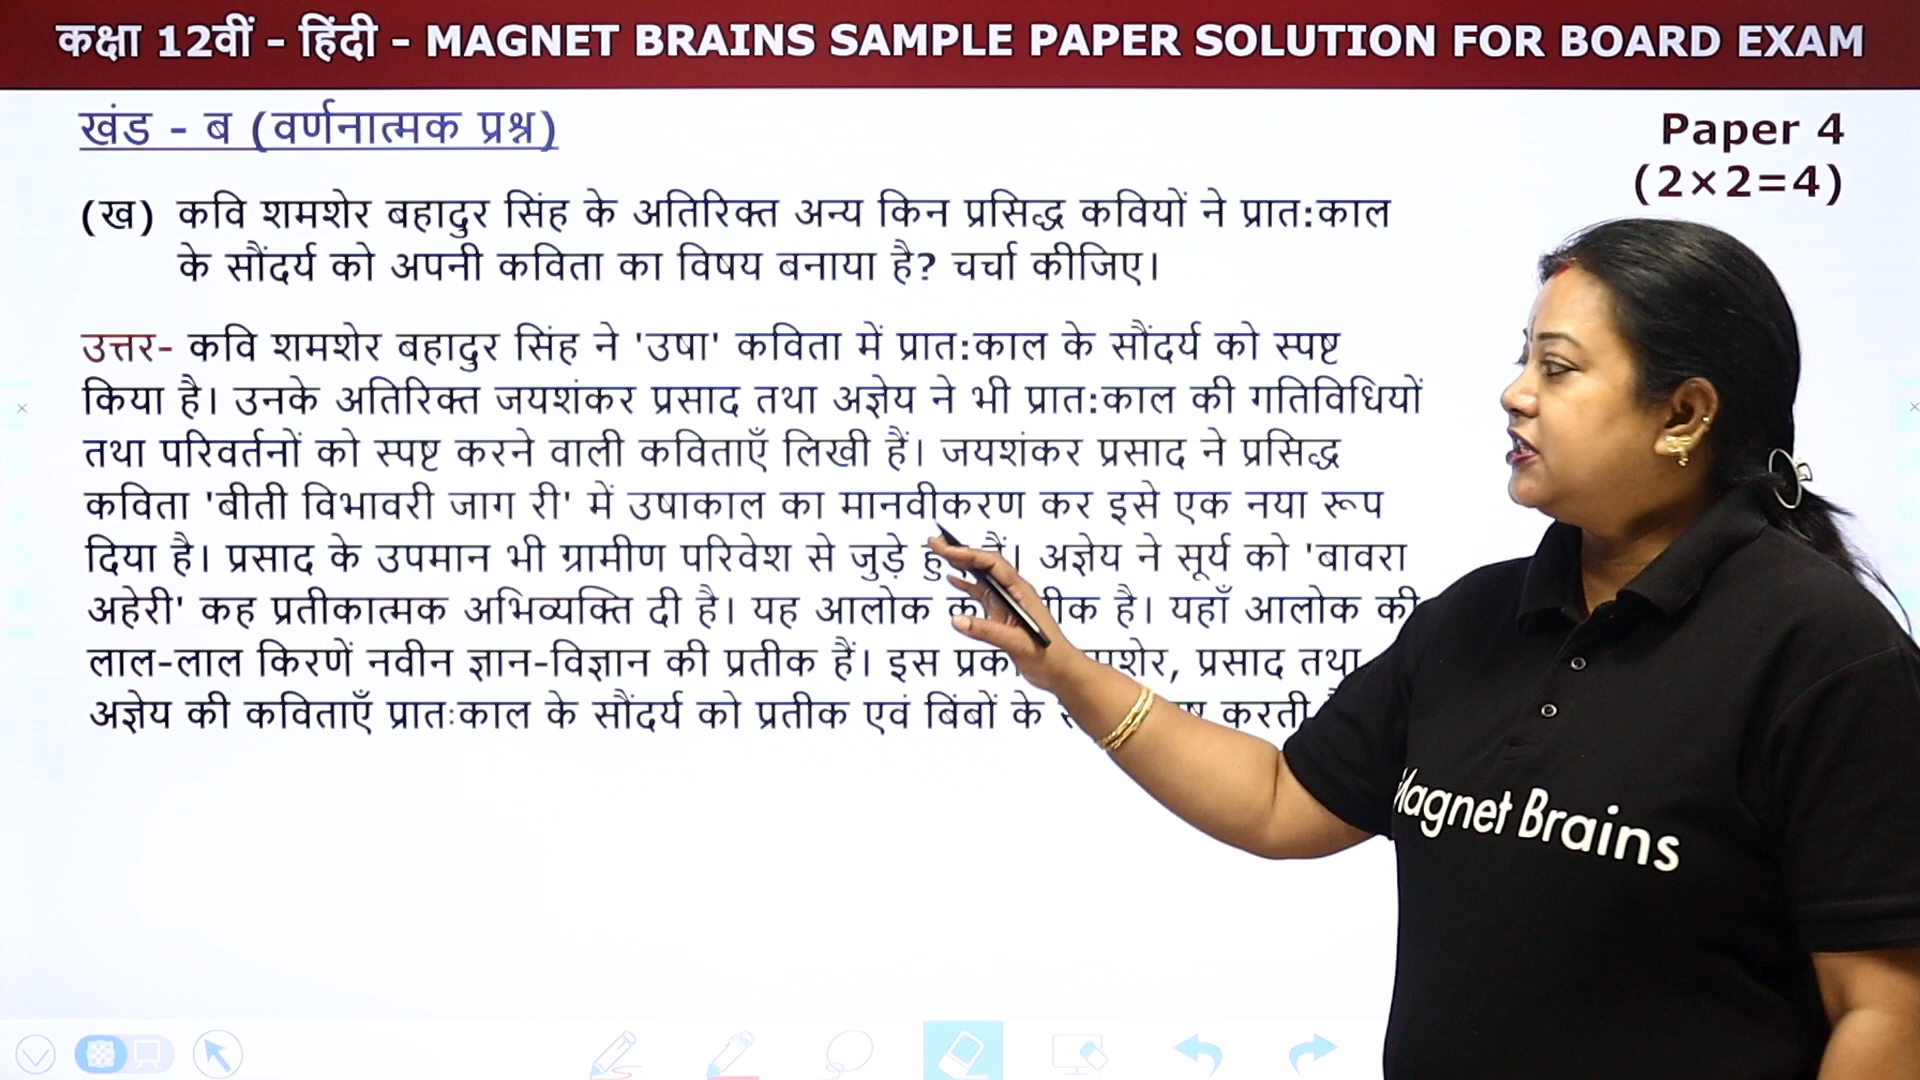 कक्षा 12वीं - हिंदी - MAGNET BRAINS SAMPLE PAPER SOLUTION FOR BOARD EXAM
खंड - ब (वर्णनात्मक प्रश्न)
Paper 4
(2×2=4)
(ख) कवि शमशेर बहादुर सिंह के अतिरिक्त अन्य किन प्रसिद्ध कवियों ने प्रात:काल
के सौंदर्य को अपनी कविता का विषय बनाया है? चर्चा कीजिए।
उत्तर- कवि शमशेर बहादुर सिंह ने 'उषा' कविता में प्रात:काल के सौंदर्य को स्पष्ट
किया है। उनके अतिरिक्त जयशंकर प्रसाद तथा अज्ञेय ने भी प्रात:काल की गतिविधियों
तथा परिवर्तनों को स्पष्ट करने वाली कविताएँ लिखी हैं। जयशंकर प्रसाद ने प्रसिद्ध
कविता 'बीती विभावरी जाग री' में उषाकाल का मानवीकरण कर इसे एक नया रूप
दिया है। प्रसाद के उपमान भी ग्रामीण परिवेश से जुड़े हैं। अज्ञेय ने सूर्य को 'बावरा
अहेरी' कह प्रतीकात्मक अभिव्यक्ति दी है। यह आलोक है। यहाँ आलोक की
लाल-लाल किरणें नवीन ज्ञान-विज्ञान की प्रतीक हैं। इस प्रसाद तथा
अज्ञेय की कविताएँ प्रातःकाल के सौंदर्य को प्रतीक एवं बिंबों के करती
Magnet Brains